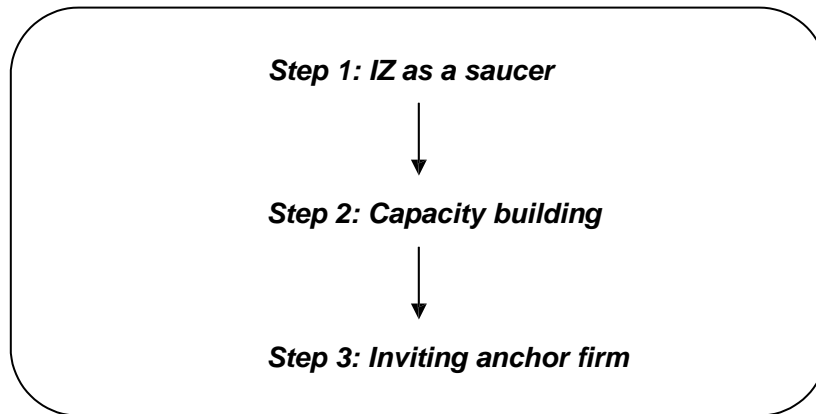 Step 1: IZ as a saucer
Step 2: Capacity building
Step 3: Inviting anchor firm